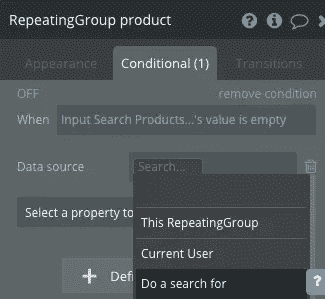 RepeatingGroup product
Appearance Conditional (1) Transitions
OFF remove condition
When Input Search Products...'s value is empty
Data source Search...
Select a property to
This RepeatingGroup
Current User
Defi
Do a search for